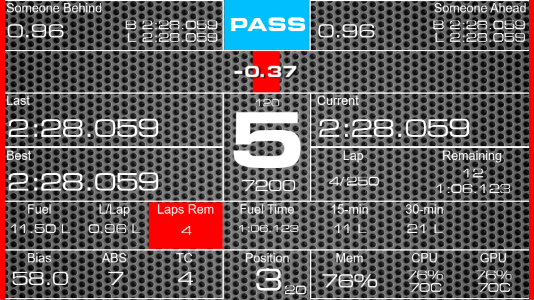 Someone Behind
0.96
B 2:28.059
L 2:28.059
PASS
Someone Ahead
0.96
B 2:28.059
L 2:28.059
-0.37
Last
2:28.059
120
5
7200
Current
2:28.059
Best
2:28.059
Lap
4/250
Remaining
12
1:06.123
Fuel
11.50 L
L/Lap
0.96 L
Laps Rem
4
Fuel Time
1:06.123
15-min
11 L
30-min
21 L
Bias
58.0
ABS
7
TC
4
Position
3 20
Mem
76%
CPU
76%
70C
GPU
76%
70C